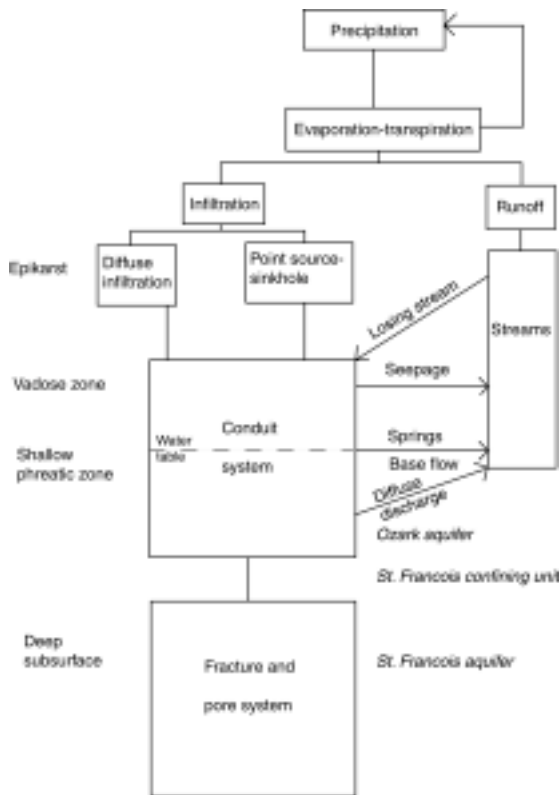 Precipitation
Evaporation-transpiration
Infiltration
Runoff
Epikarst
Diffuse
infiltration
Point source-
sinkhole
Losing stream
Streams
Vadose zone
Seepage
Shallow
phreatic zone
Water
table
Conduit
system
Springs
Base flow
Diffuse
discharge
Ozark aquifer
St. Francois confining unit
Deep
subsurface
Fracture and
pore system
St. Francois aquifer